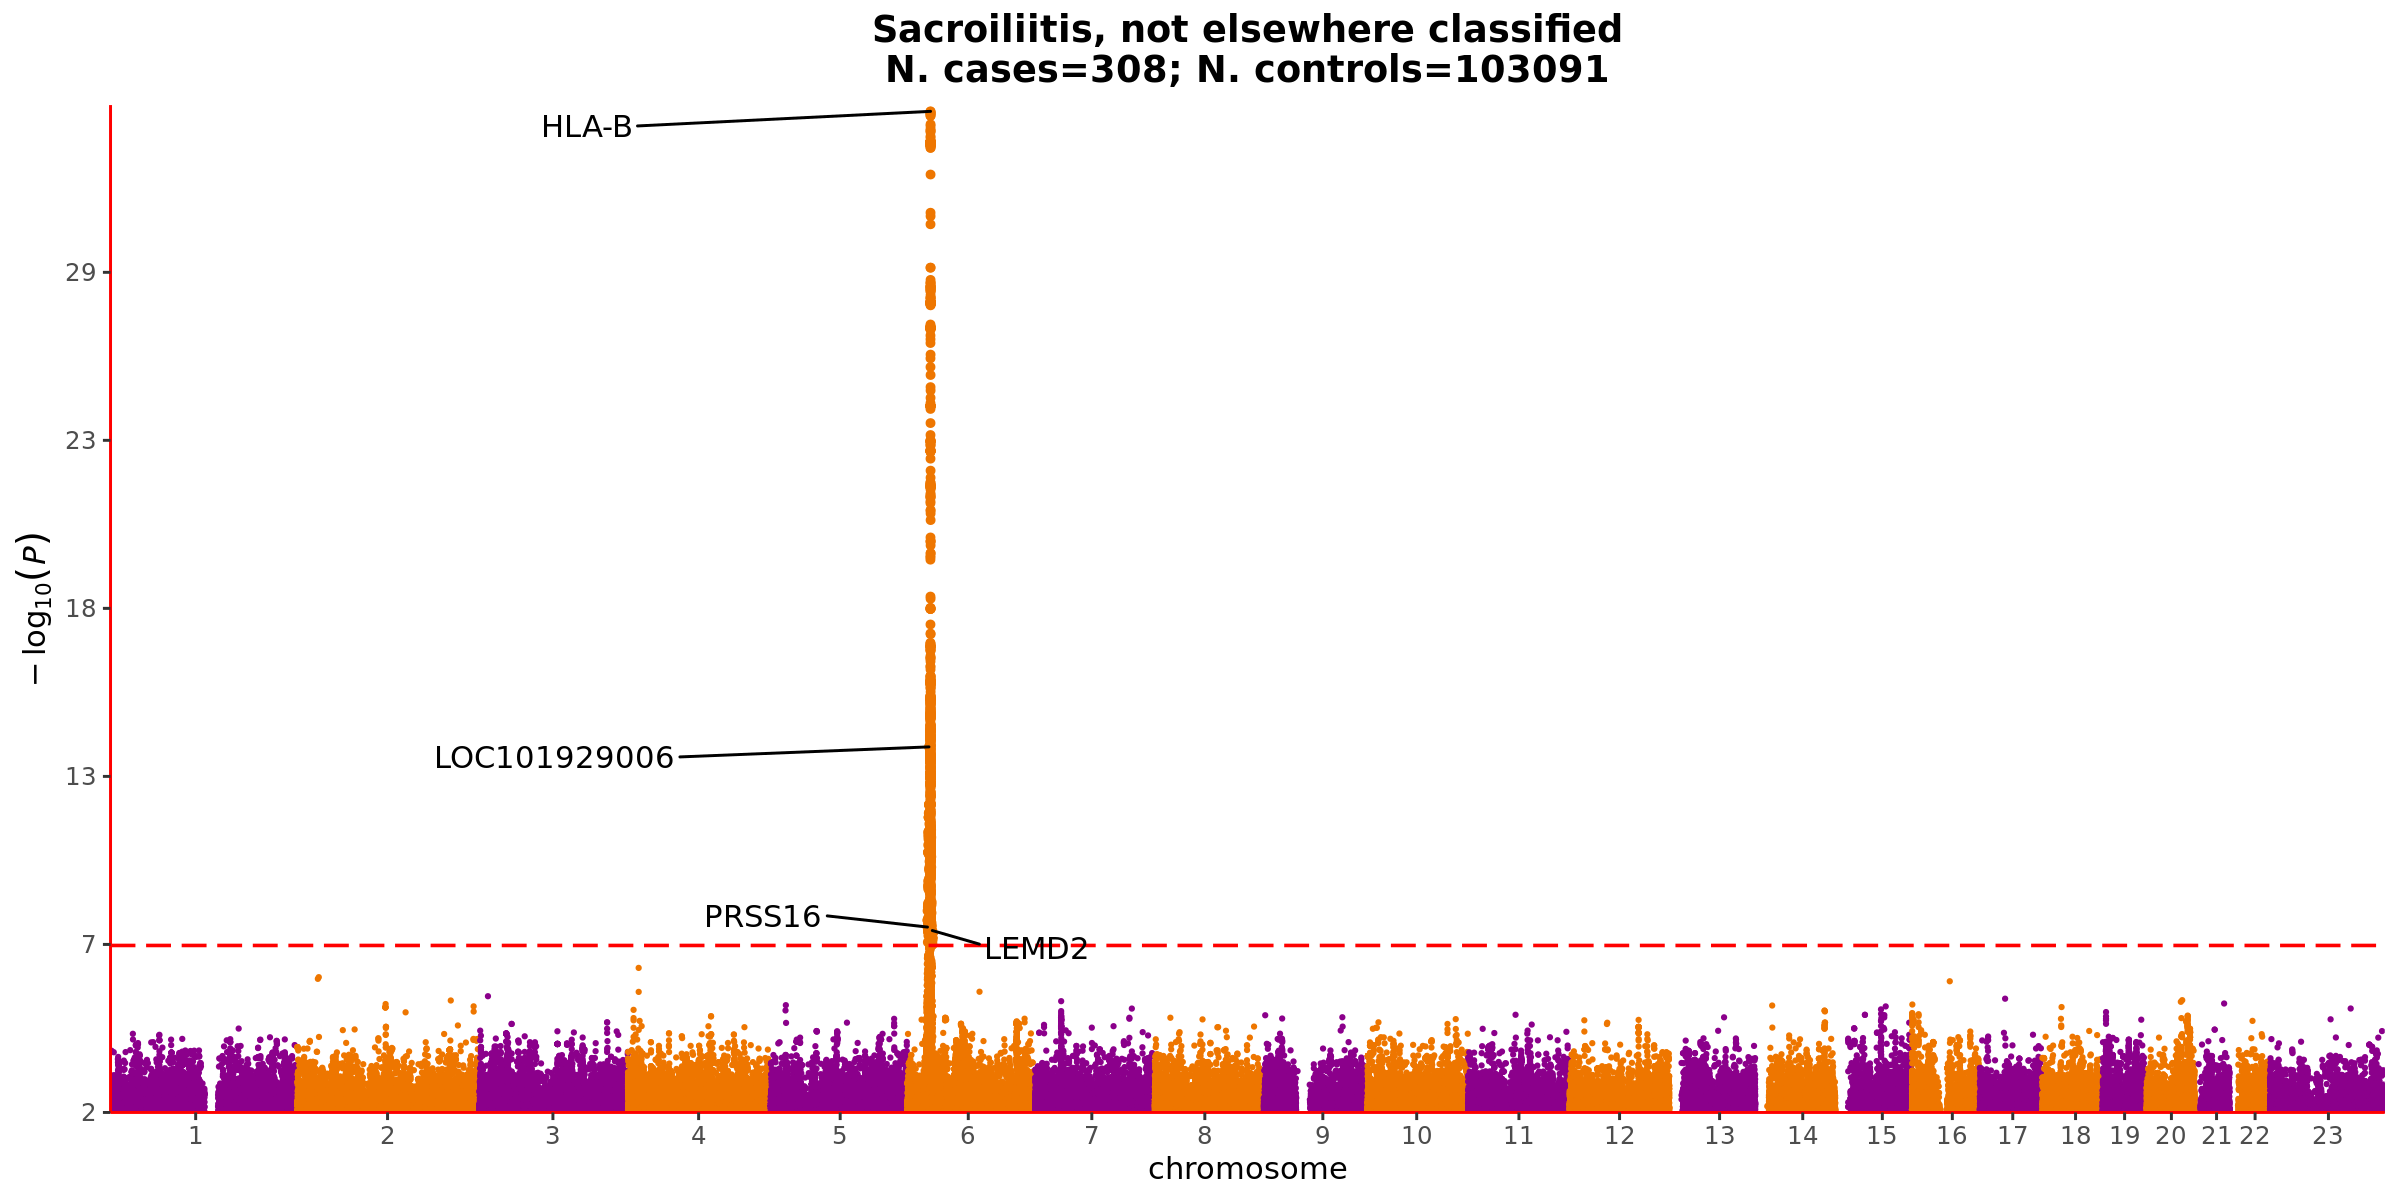 Sacroiliitis, not elsewhere classified
N. cases=308; N. controls=103091
HLA-B
29
23
18
LOC101929006
13
PRSS16
7
LEMD2
2
− log10(P)
1 2 3 4 5 6 7 8 9 10 11 12 13 14 15 16 17 18 19 20 21 22 23
chromosome